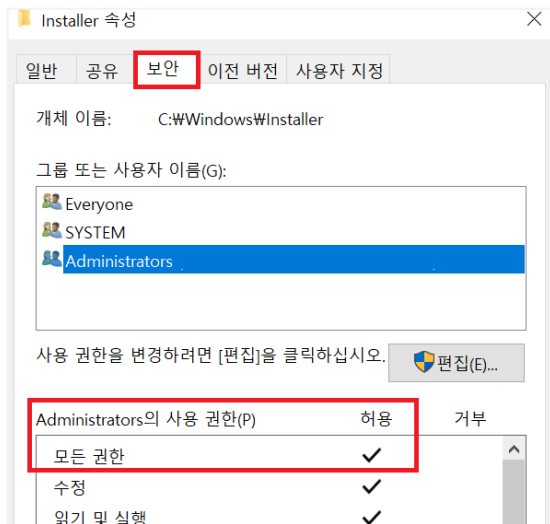 Installer 속성
일반 공유 보안 이전 버전 사용자 지정
개체 이름: C:₩Windows₩Installer
그룹 또는 사용자 이름(G):
Everyone
SYSTEM
Administrators
사용 권한을 변경하려면 [편집]을 클릭하십시오.
편집(E)...
Administrators의 사용 권한(P) 허용 거부
모든 권한
수정
읽기 및 실행